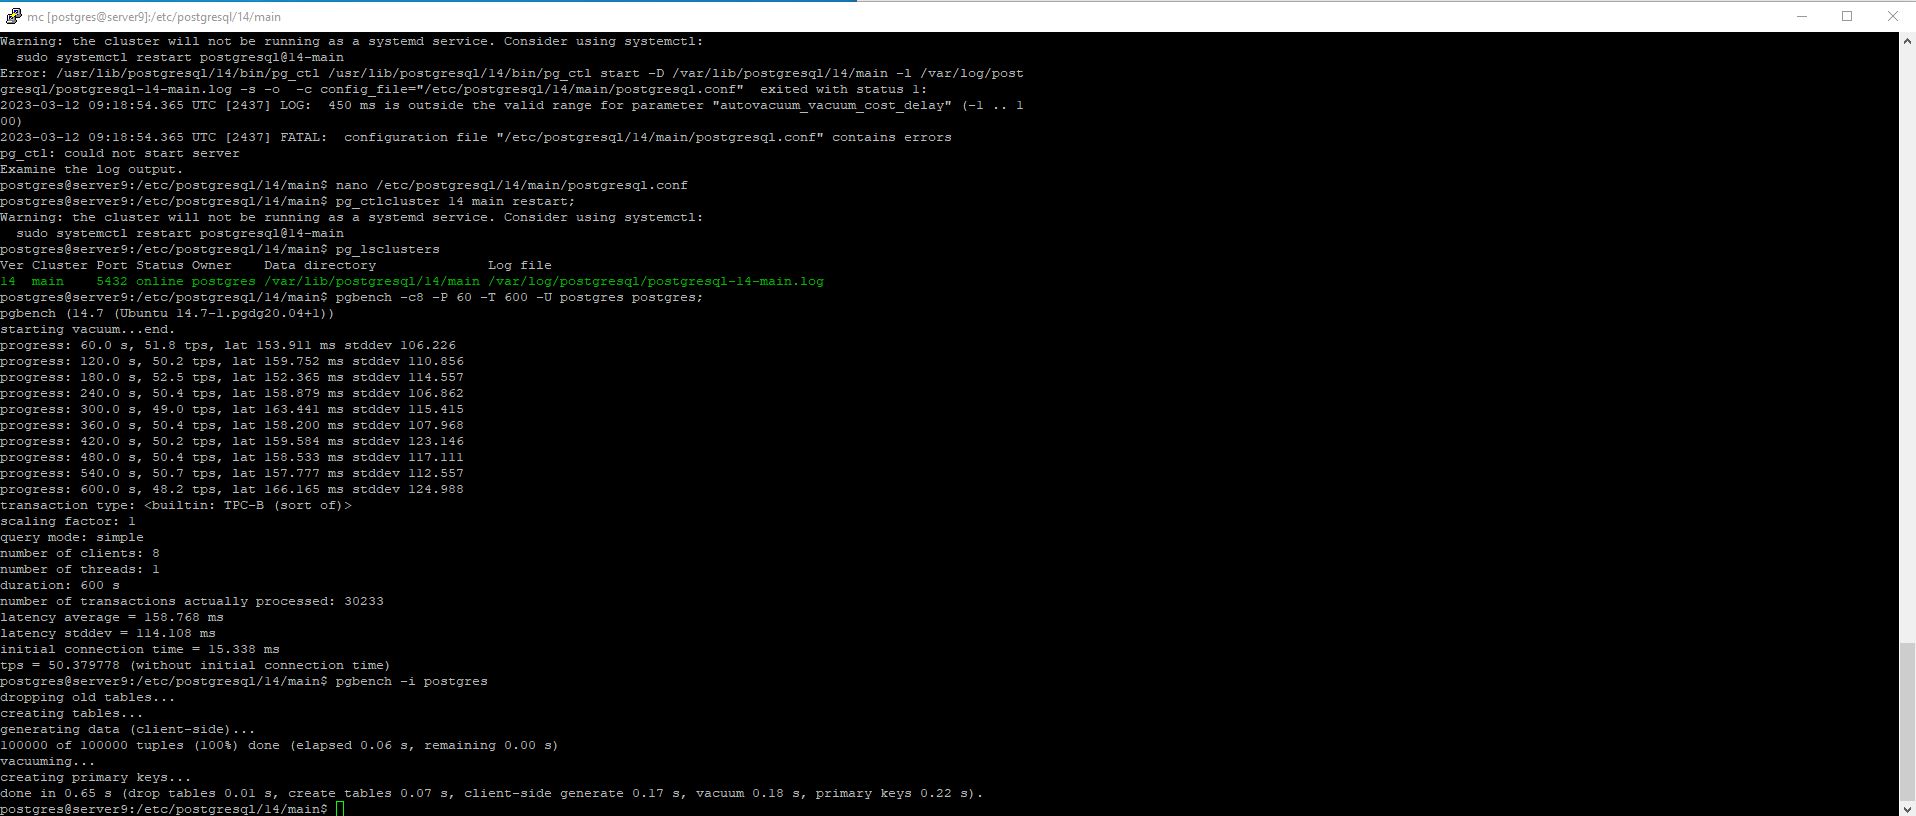 mc [postgres@server9]:/etc/postgresql/14/main
Warning: the cluster will not be running as a systemd service. Consider using systemctl:
  sudo systemctl restart postgresql@14-main
Error: /usr/lib/postgresql/14/bin/pg_ctl /usr/lib/postgresql/14/bin/pg_ctl start -D /var/lib/postgresql/14/main -l /var/log/post
gresql/postgresql-14-main.log -s -o  -c config_file="/etc/postgresql/14/main/postgresql.conf"  exited with status 1:
2023-03-12 09:18:54.365 UTC [2437] LOG:  450 ms is outside the valid range for parameter "autovacuum_vacuum_cost_delay" (-1 .. 1
00)
2023-03-12 09:18:54.365 UTC [2437] FATAL:  configuration file "/etc/postgresql/14/main/postgresql.conf" contains errors
pg_ctl: could not start server
Examine the log output.
postgres@server9:/etc/postgresql/14/main$ nano /etc/postgresql/14/main/postgresql.conf
postgres@server9:/etc/postgresql/14/main$ pg_ctlcluster 14 main restart;
Warning: the cluster will not be running as a systemd service. Consider using systemctl:
  sudo systemctl restart postgresql@14-main
postgres@server9:/etc/postgresql/14/main$ pg_lsclusters
Ver Cluster Port Status Owner    Data directory              Log file
14  main    5432 online postgres /var/lib/postgresql/14/main /var/log/postgresql/postgresql-14-main.log
postgres@server9:/etc/postgresql/14/main$ pgbench -c8 -P 60 -T 600 -U postgres postgres;
pgbench (14.7 (Ubuntu 14.7-1.pgdg20.04+1))
starting vacuum...end.
progress: 60.0 s, 51.8 tps, lat 153.911 ms stddev 106.226
progress: 120.0 s, 50.2 tps, lat 159.752 ms stddev 110.856
progress: 180.0 s, 52.5 tps, lat 152.365 ms stddev 114.557
progress: 240.0 s, 50.4 tps, lat 158.879 ms stddev 106.862
progress: 300.0 s, 49.0 tps, lat 163.441 ms stddev 115.415
progress: 360.0 s, 50.4 tps, lat 158.200 ms stddev 107.968
progress: 420.0 s, 50.2 tps, lat 159.584 ms stddev 123.146
progress: 480.0 s, 50.4 tps, lat 158.533 ms stddev 117.111
progress: 540.0 s, 50.7 tps, lat 157.777 ms stddev 112.557
progress: 600.0 s, 48.2 tps, lat 166.165 ms stddev 124.988
transaction type: <builtin: TPC-B (sort of)>
scaling factor: 1
query mode: simple
number of clients: 8
number of threads: 1
duration: 600 s
number of transactions actually processed: 30233
latency average = 158.768 ms
latency stddev = 114.108 ms
initial connection time = 15.338 ms
tps = 50.379778 (without initial connection time)
postgres@server9:/etc/postgresql/14/main$ pgbench -i postgres
dropping old tables...
creating tables...
generating data (client-side)...
100000 of 100000 tuples (100%) done (elapsed 0.06 s, remaining 0.00 s)
vacuuming...
creating primary keys...
done in 0.65 s (drop tables 0.01 s, create tables 0.07 s, client-side generate 0.17 s, vacuum 0.18 s, primary keys 0.22 s).
postgres@server9:/etc/postgresql/14/main$